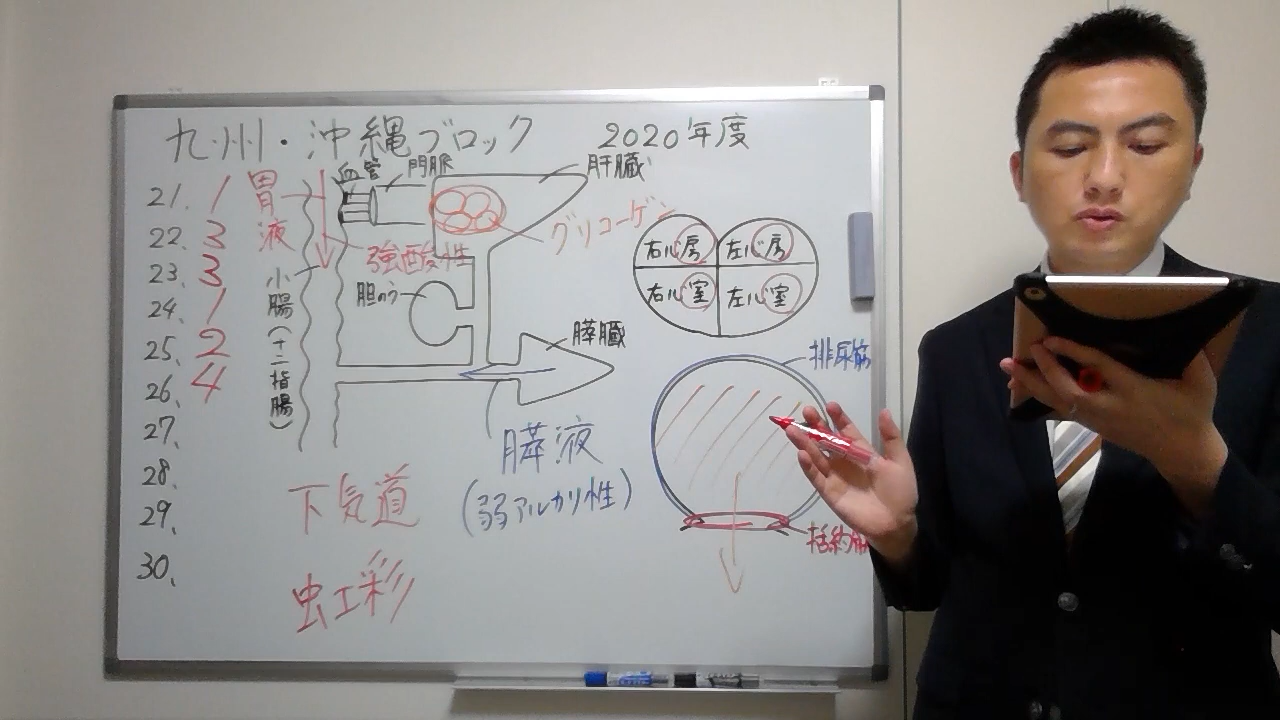 九州・沖縄ブロック 2020年度
21. 1
22. 3
23. 3
24. 1
25. 2
26. 4
27.
28.
29.
30.
胃液
小腸(十二指腸)
血管
門脈
肝臓
グリコーゲン
強酸性
胆のう
膵臓
膵液
(弱アルカリ性)
下気道
虹彩
右心房
左心房
右心室
左心室
排尿筋
括約筋